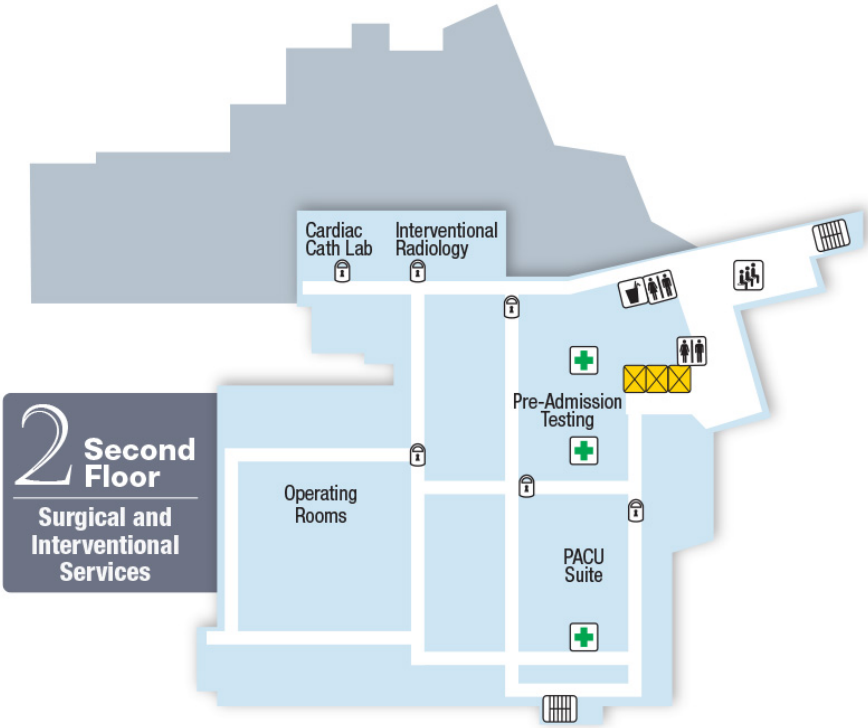 Cardiac
Cath Lab
Interventional
Radiology
Pre-Admission
Testing
2 Second
Floor
Surgical and
Interventional
Services
Operating
Rooms
PACU
Suite